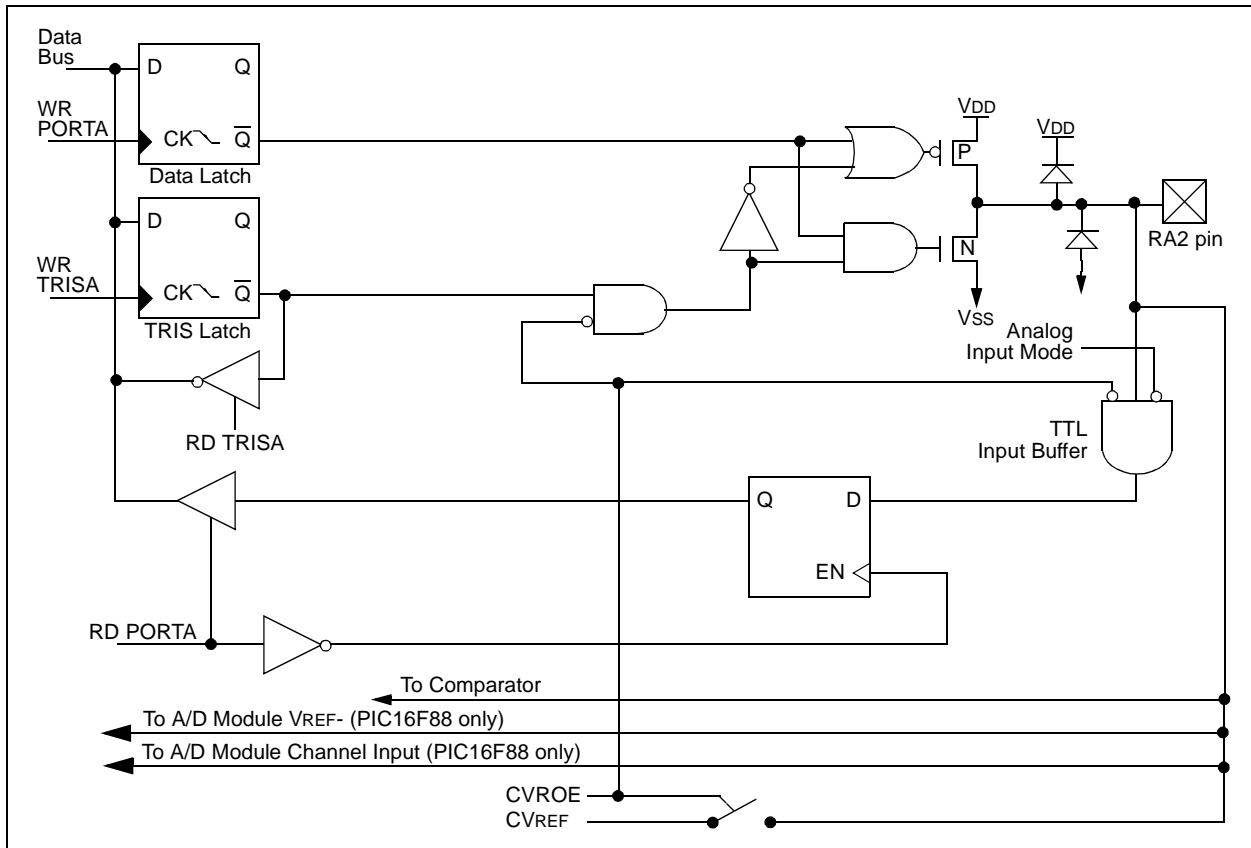 Data
Bus
D Q
WR
PORTA
CK Q
Data Latch
D Q
WR
TRISA
CK Q
TRIS Latch
RD TRISA
VDD
P
VDD
N
RA2 pin
VSS
Analog
Input Mode
TTL
Input Buffer
Q D
EN
RD PORTA
To Comparator
To A/D Module VREF- (PIC16F88 only)
To A/D Module Channel Input (PIC16F88 only)
CVROE
CVREF